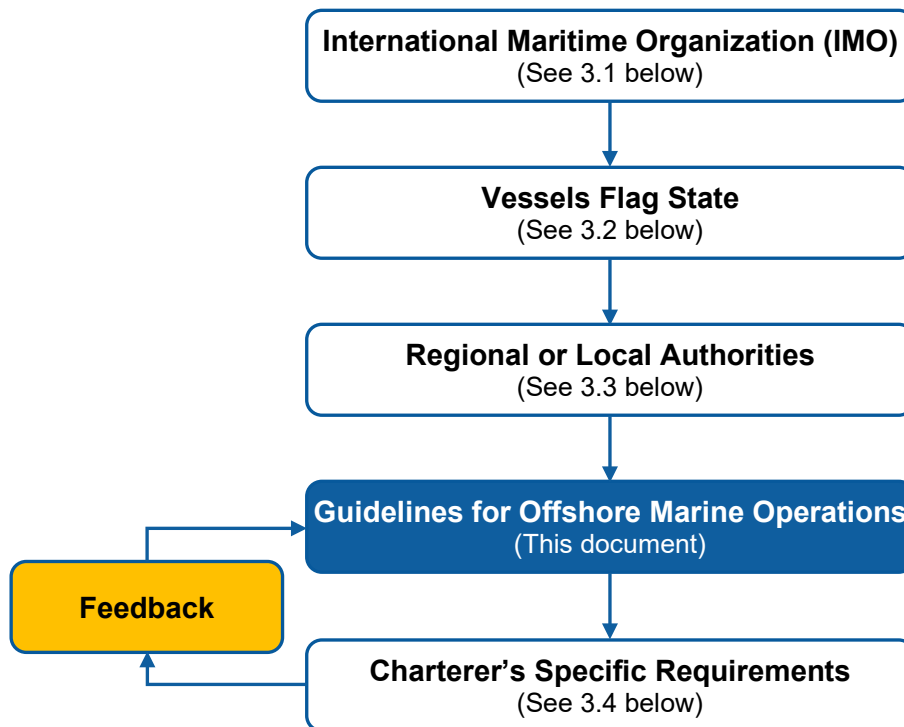 International Maritime Organization (IMO)
(See 3.1 below)
Vessels Flag State
(See 3.2 below)
Regional or Local Authorities
(See 3.3 below)
Guidelines for Offshore Marine Operations
(This document)
Feedback
Charterer’s Specific Requirements
(See 3.4 below)